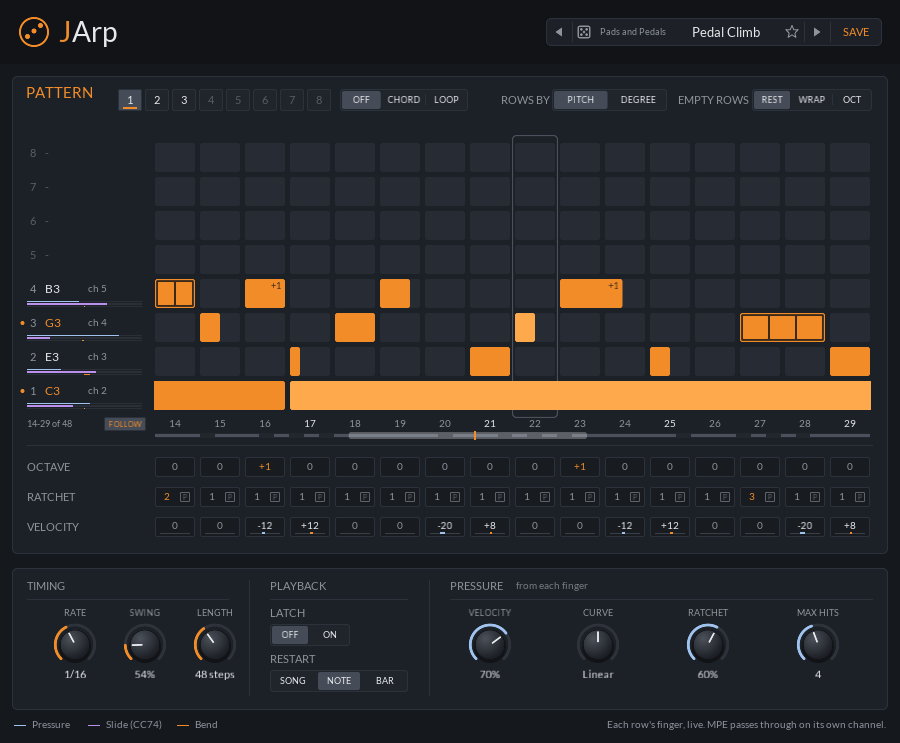 JArp
Pads and Pedals Pedal Climb SAVE
PATTERN 1 2 3 4 5 6 7 8 OFF CHORD LOOP ROWS BY PITCH DEGREE EMPTY ROWS REST WRAP OCT
8 -
7 -
6 -
5 -
4 B3 ch 5 +1 +1
3 G3 ch 4
2 E3 ch 3
1 C3 ch 2
14-29 of 48 FOLLOW 14 15 16 17 18 19 20 21 22 23 24 25 26 27 28 29
OCTAVE 0 0 +1 0 0 0 0 0 0 +1 0 0 0 0 0 0
RATCHET 2 P 1 P 1 P 1 P 1 P 1 P 1 P 1 P 1 P 1 P 1 P 1 P 1 P 3 P 1 P 1 P
VELOCITY 0 0 -12 +12 0 0 -20 +8 0 0 -12 +12 0 0 -20 +8
TIMING PLAYBACK PRESSURE from each finger
RATE SWING LENGTH LATCH VELOCITY CURVE RATCHET MAX HITS
OFF ON
RESTART
1/16 54% 48 steps SONG NOTE BAR 70% Linear 60% 4
Pressure Slide (CC74) Bend Each row's finger, live. MPE passes through on its own channel.